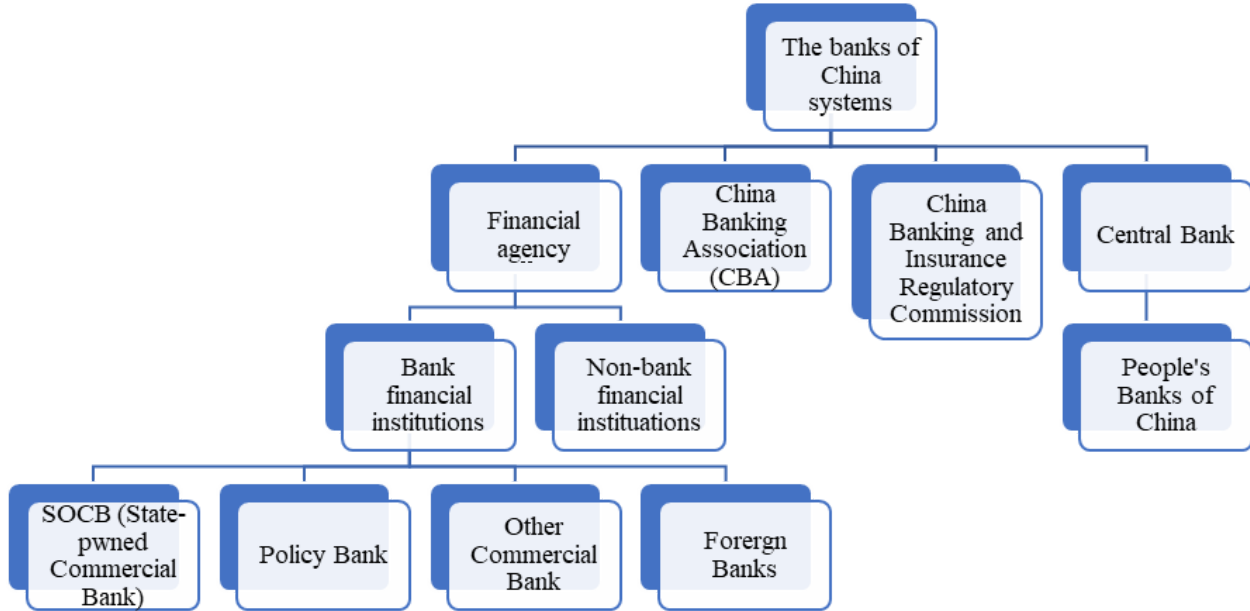 The banks of
China
systems
Financial
agency
China
Banking
Association
(CBA)
China
Banking and
Insurance
Regulatory
Commission
Central Bank
Bank
financial
institutions
Non-bank
financial
instituations
People's
Banks of
China
SOCB (State-
pwned
Commercial
Bank)
Policy Bank
Other
Commercial
Bank
Forergn
Banks